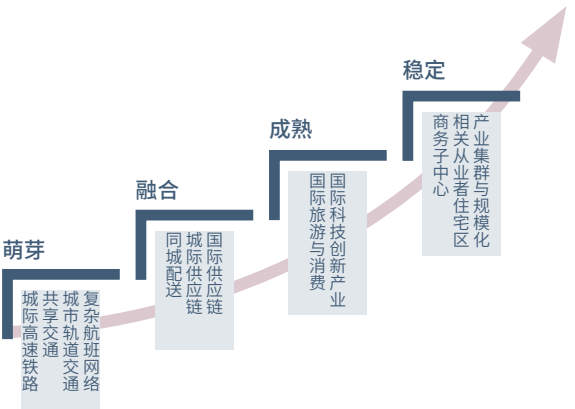 萌芽
复杂航班网络
城市轨道交通
共享交通
城际高速铁路
融合
国际供应链
城际供应链
同城配送
成熟
国际科技创新产业
国际旅游与消费
稳定
产业集群与规模化
相关从业者住宅区
商务子中心